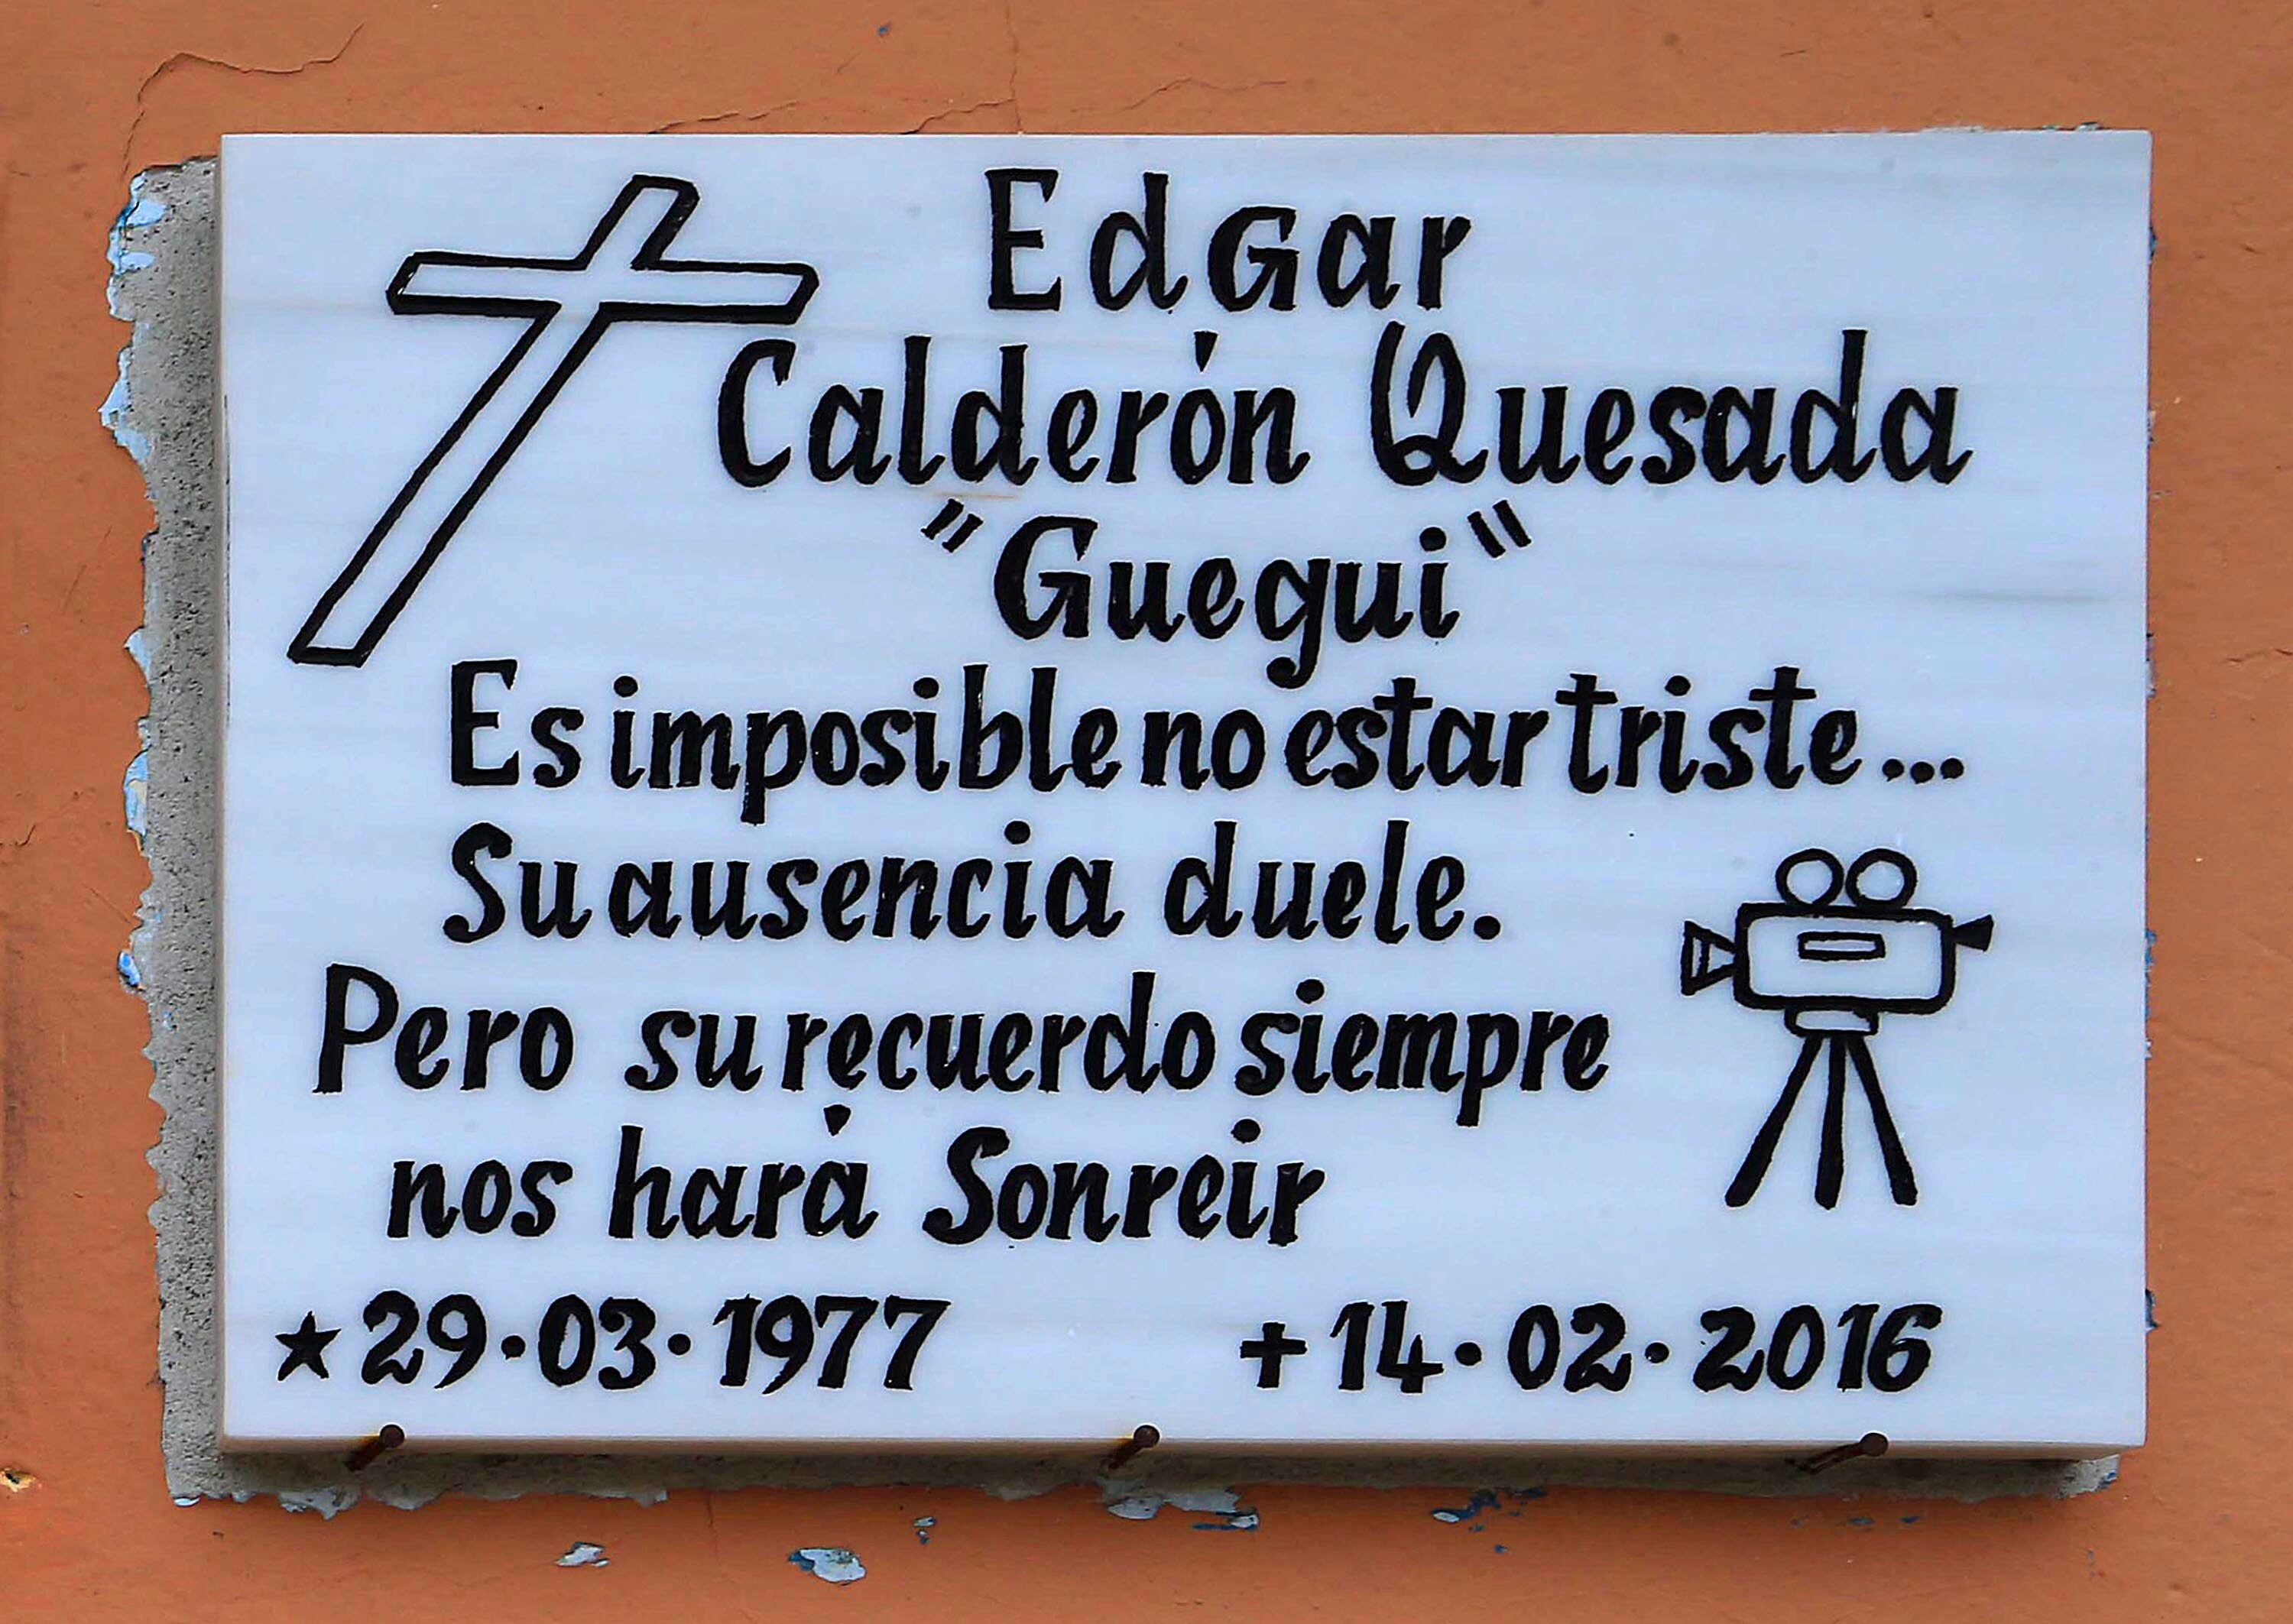 Edgar
Calderón Quesada
"Guegui"
Es imposible no estar triste...
Su ausencia duele.
Pero su recuerdo siempre
nos hará Sonreir
★ 29·03·1977 + 14·02·2016